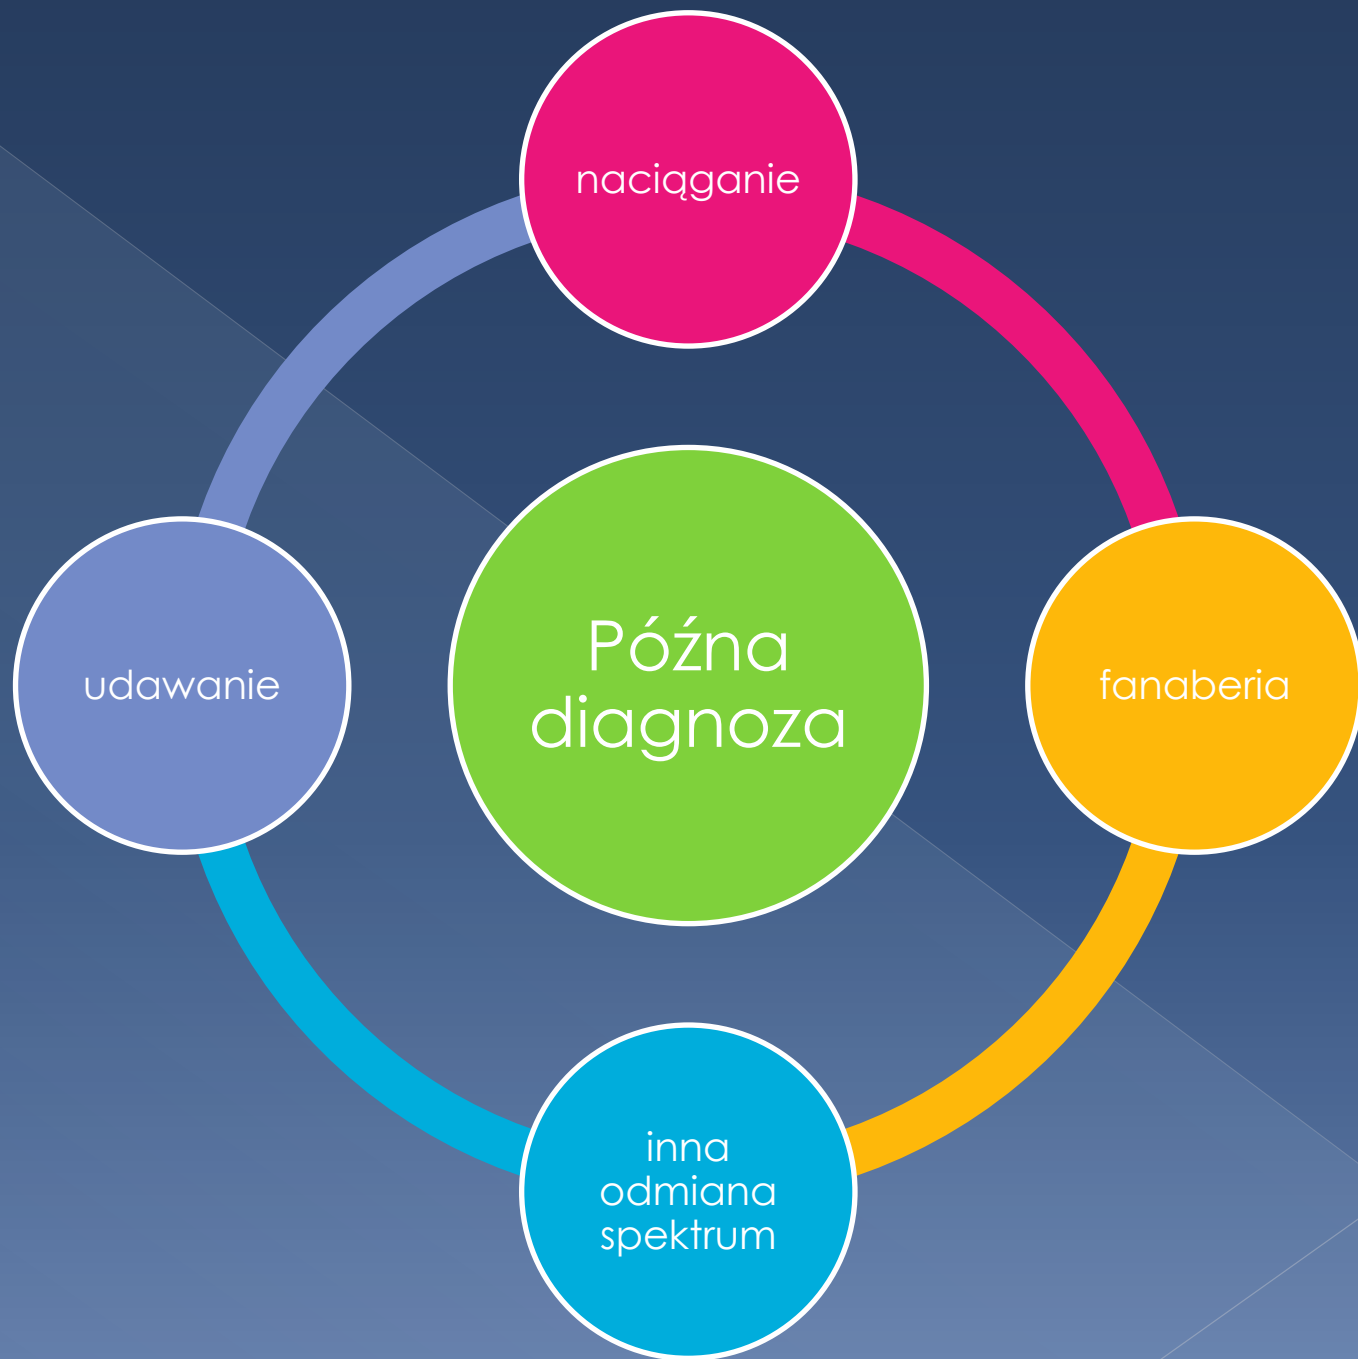 naciąganie
udawanie
Późna
diagnoza
fanaberia
inna
odmiana
spektrum